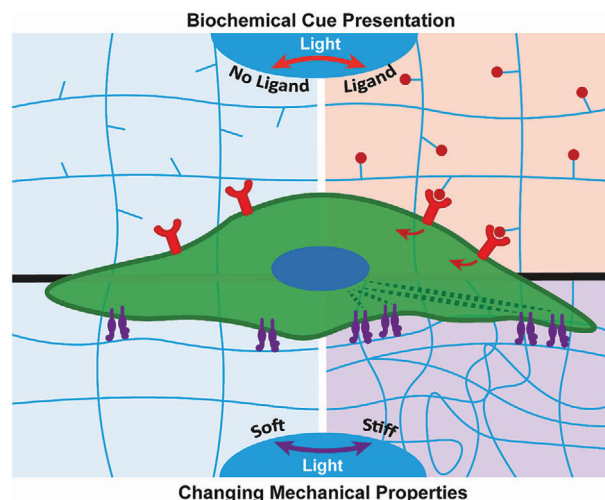 Biochemical Cue Presentation
Light
No Ligand Ligand
Soft Stiff
Light
Changing Mechanical Properties